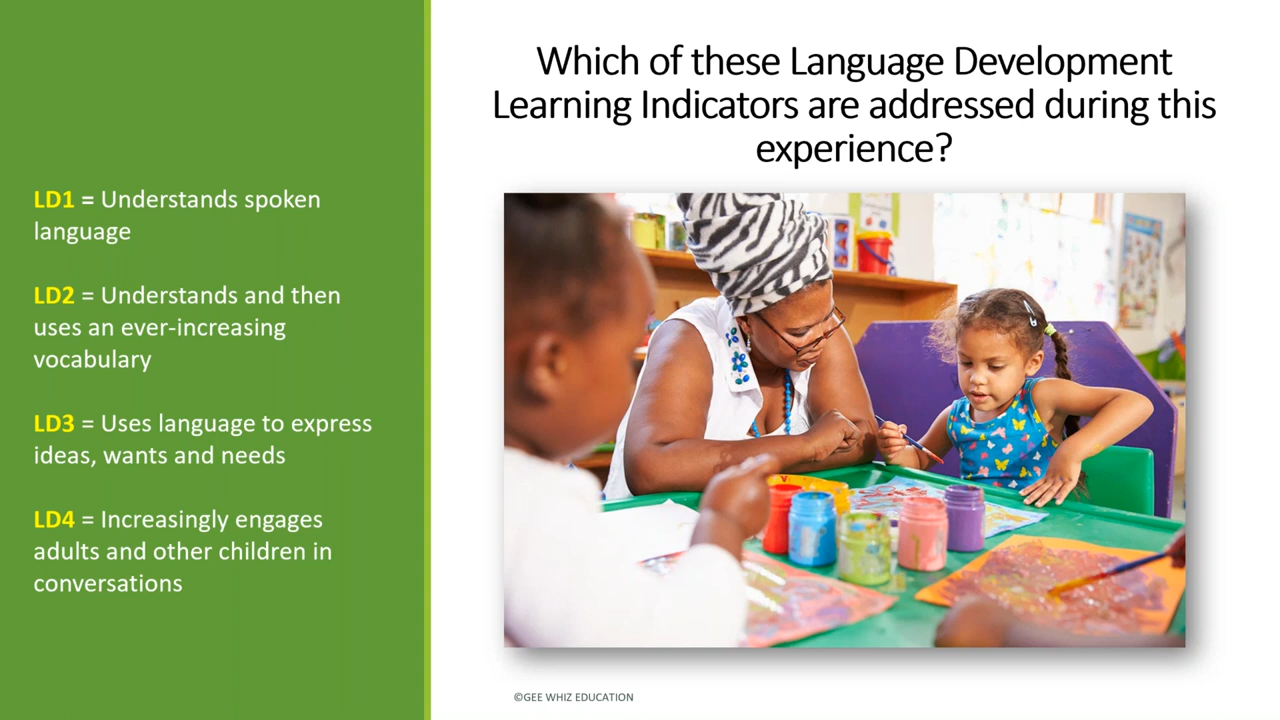 Which of these Language Development
Learning Indicators are addressed during this
experience?
LD1 = Understands spoken
language
LD2 = Understands and then
uses an ever-increasing
vocabulary
LD3 = Uses language to express
ideas, wants and needs
LD4 = Increasingly engages
adults and other children in
conversations
©GEE WHIZ EDUCATION